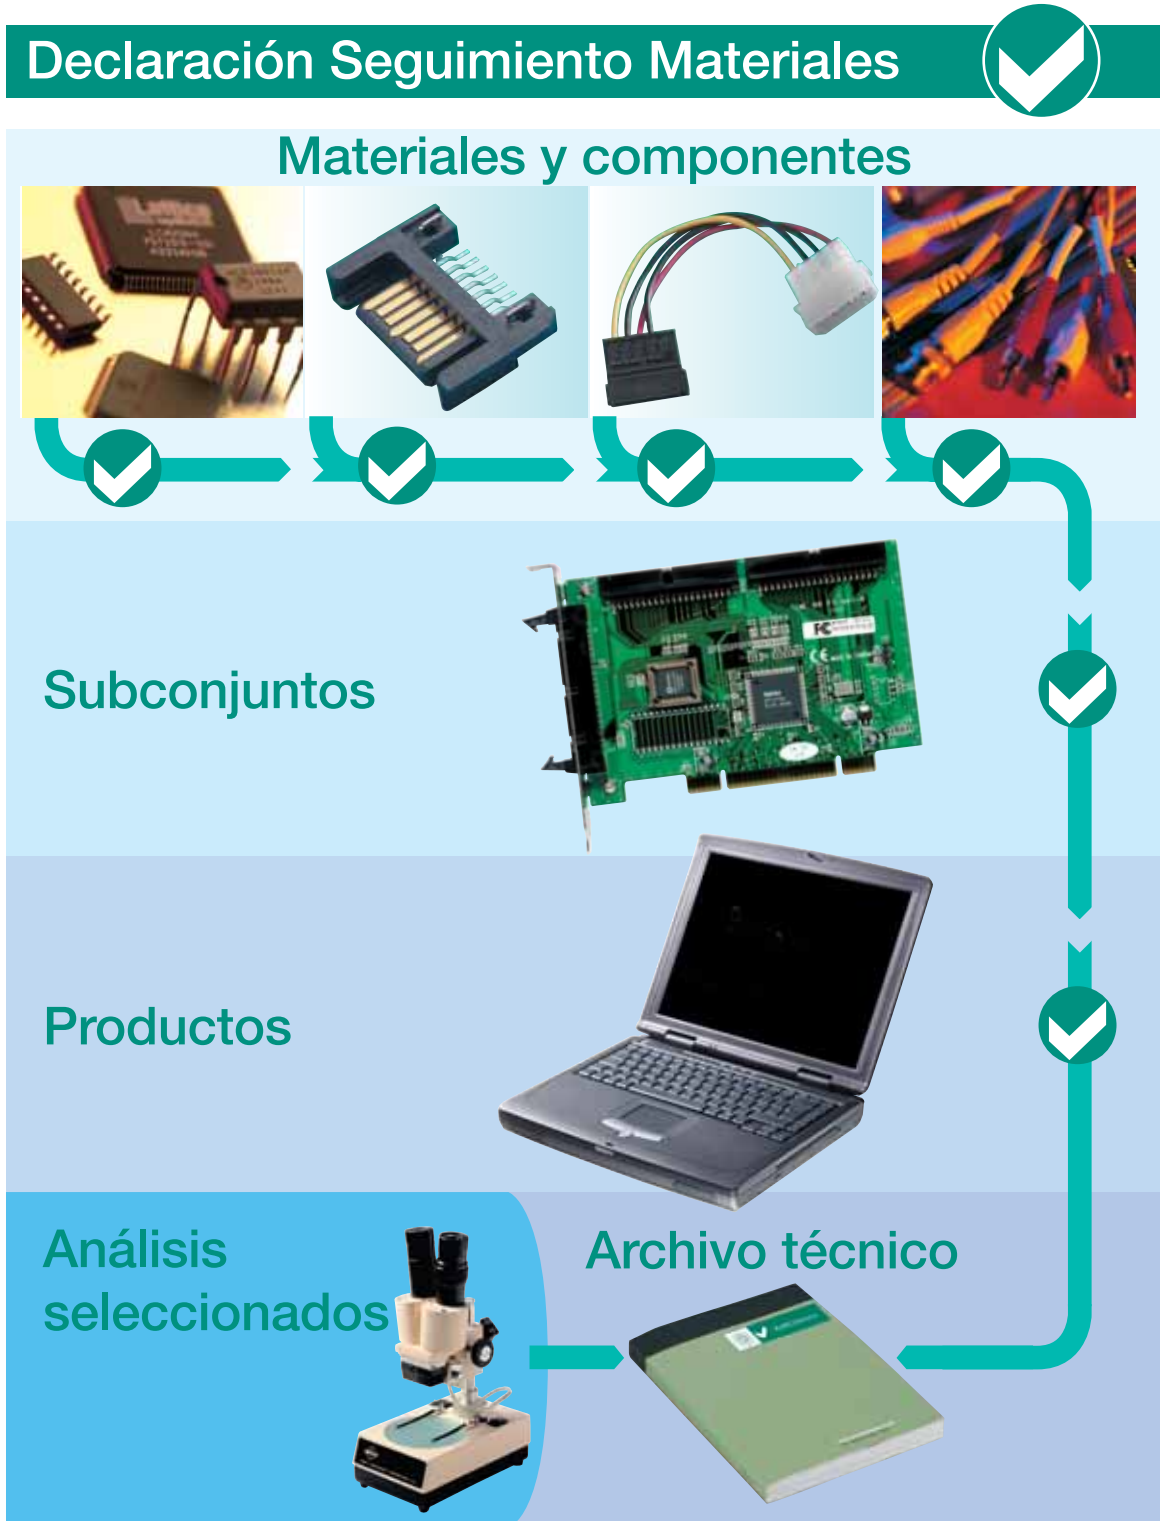 Declaración Seguimiento Materiales
Materiales y componentes
Subconjuntos
Productos
Análisis
seleccionados
Archivo técnico